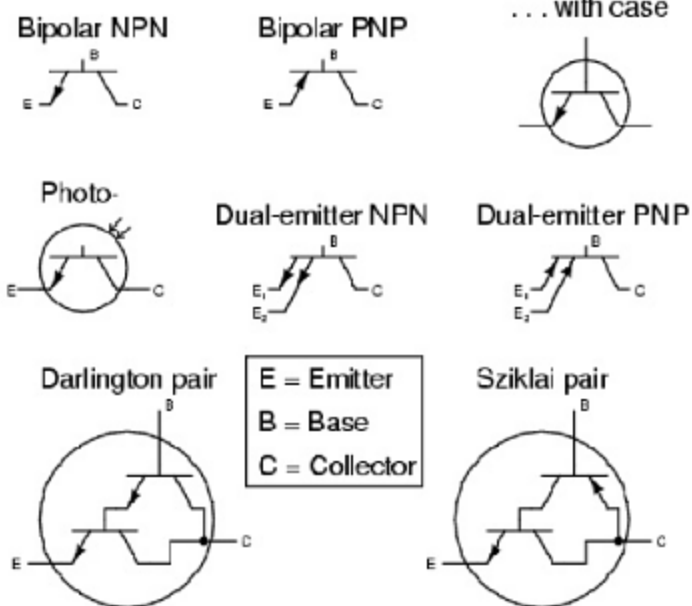 Bipolar NPN
Bipolar PNP
. . . with case
B
E
C
B
E
C
Photo-
E
C
Dual-emitter NPN
B
E₁
C
E₂
Dual-emitter PNP
B
E₁
C
E₂
Darlington pair
B
E
C
E = Emitter
B = Base
C = Collector
Sziklai pair
B
E
C